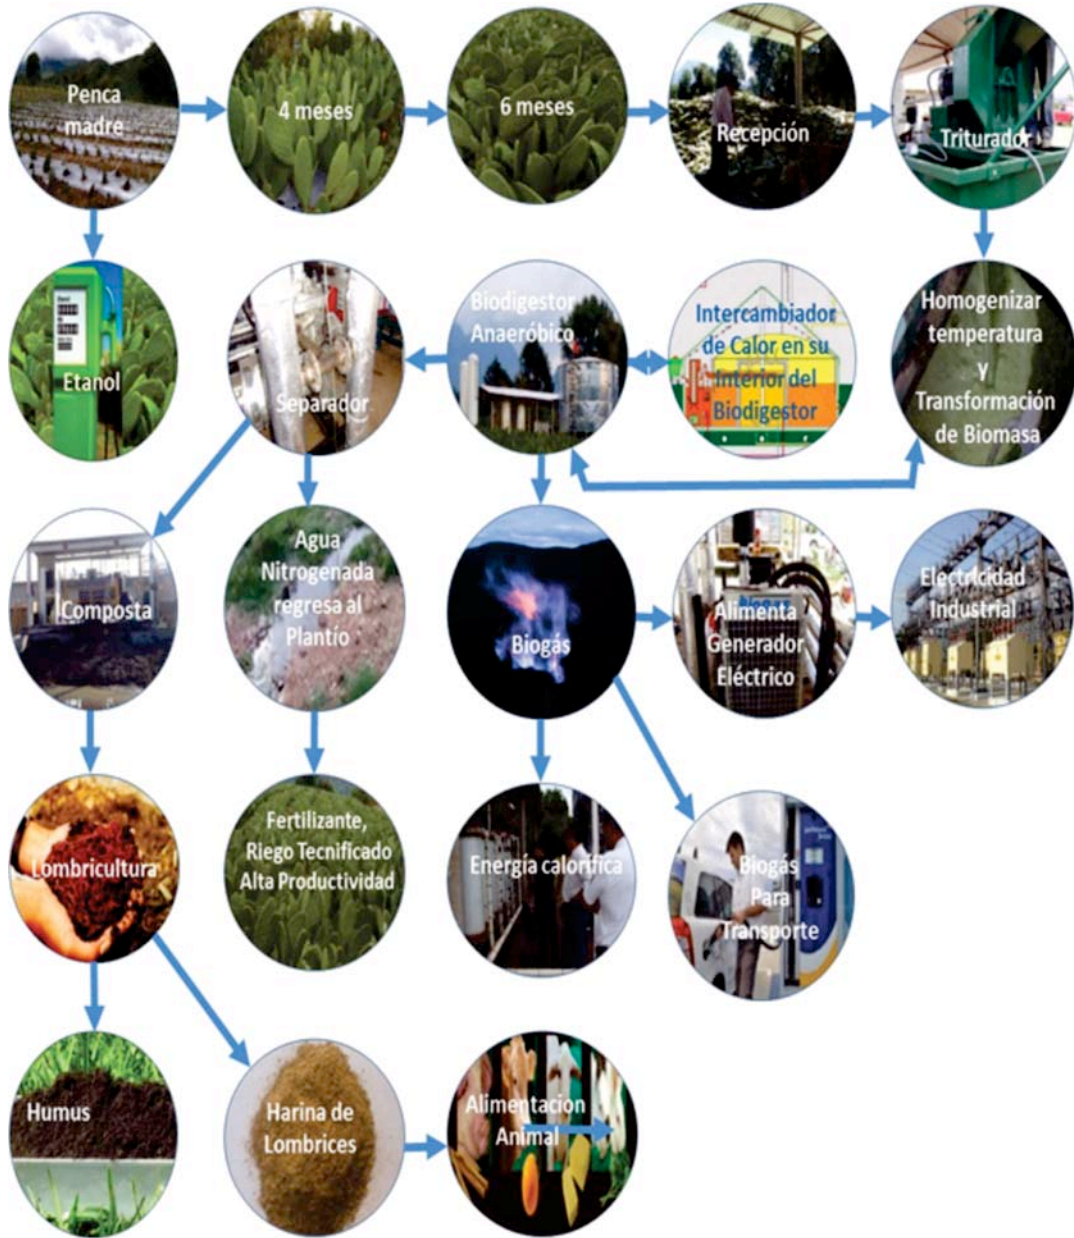 Penca
madre
4 meses
6 meses
Recepción
Triturador
Etanol
Separador
Biodigestor
Anaeróbico
Intercambiador
de Calor en su
Interior del
Biodigestor
Homogenizar
temperatura
y
Transformación
de Biomasa
Composta
Agua
Nitrogenada
regresa al
Plantío
Biogás
Alimenta
Generador
Eléctrico
Electricidad
Industrial
Lombricultura
Fertilizante,
Riego Tecnificado
Alta Productividad
Energía calorífica
Biogás
Para
Transporte
Humus
Harina de
Lombrices
Alimentacion
Animal